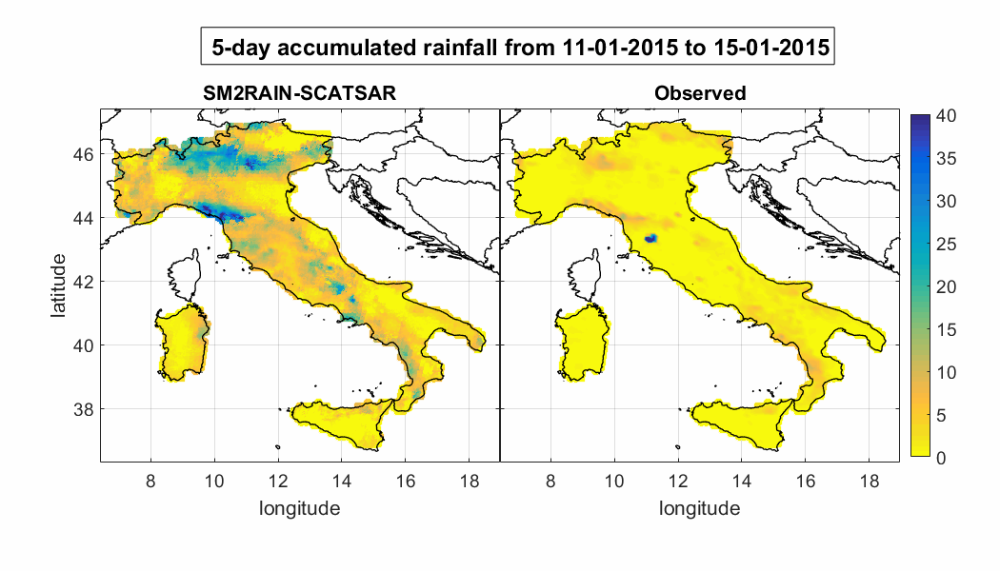 5-day accumulated rainfall from 11-01-2015 to 15-01-2015
SM2RAIN-SCATSAR
Observed
46
44
42
40
38
latitude
8 10 12 14 16 18
longitude
8 10 12 14 16 18
longitude
40
35
30
25
20
15
10
5
0